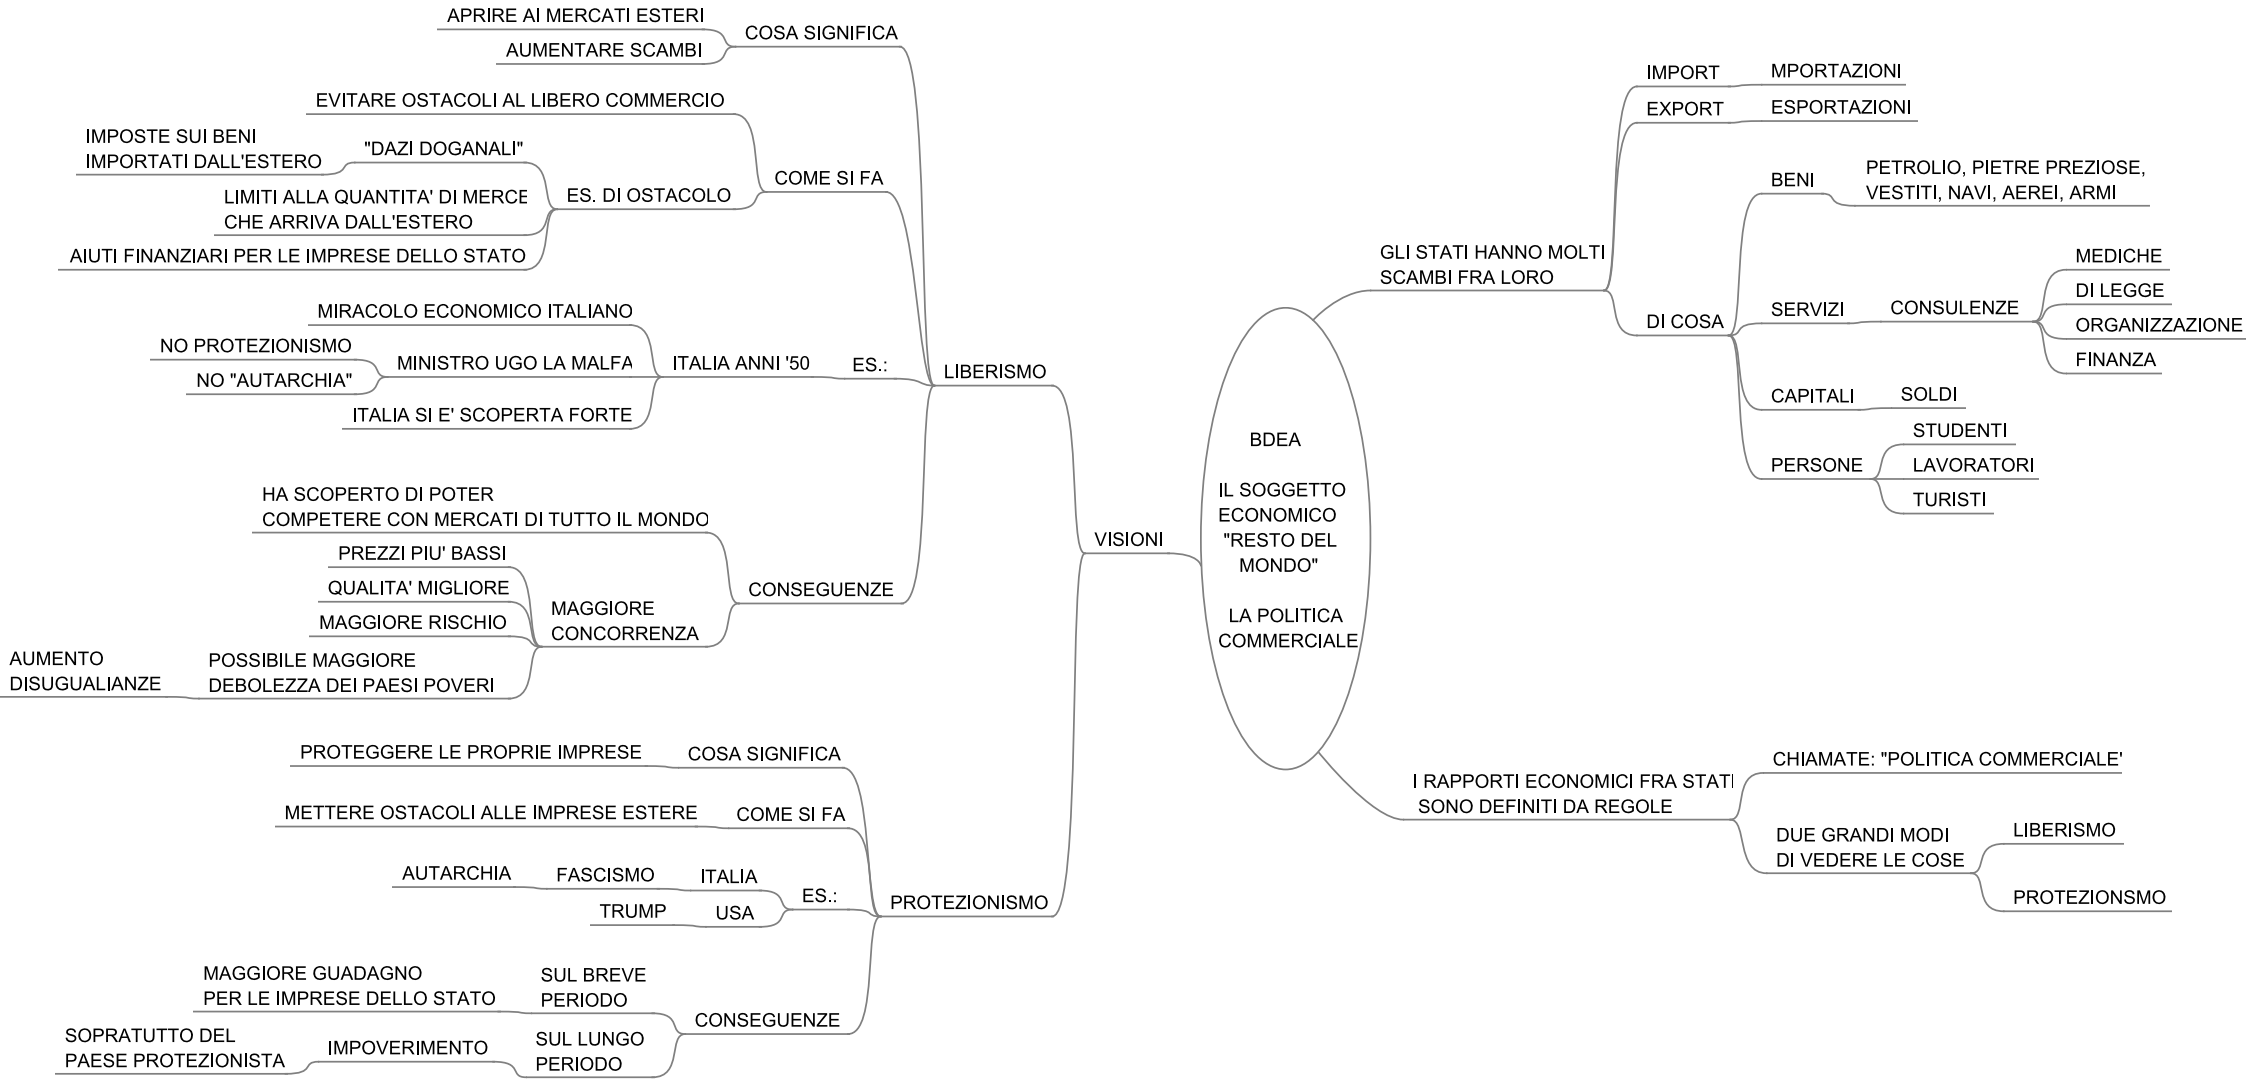 BDEA
IL SOGGETTO
ECONOMICO
"RESTO DEL
MONDO"
LA POLITICA
COMMERCIALE
GLI STATI HANNO MOLTI
SCAMBI FRA LORO
IMPORT
MPORTAZIONI
EXPORT
ESPORTAZIONI
DI COSA
BENI
PETROLIO, PIETRE PREZIOSE,
VESTITI, NAVI, AEREI, ARMI
SERVIZI
CONSULENZE
MEDICHE
DI LEGGE
ORGANIZZAZIONE
FINANZA
CAPITALI
SOLDI
PERSONE
STUDENTI
LAVORATORI
TURISTI
I RAPPORTI ECONOMICI FRA STATI
SONO DEFINITI DA REGOLE
CHIAMATE: "POLITICA COMMERCIALE'
DUE GRANDI MODI
DI VEDERE LE COSE
LIBERISMO
PROTEZIONSMO
VISIONI
LIBERISMO
COSA SIGNIFICA
APRIRE AI MERCATI ESTERI
AUMENTARE SCAMBI
COME SI FA
EVITARE OSTACOLI AL LIBERO COMMERCIO
ES. DI OSTACOLO
"DAZI DOGANALI"
IMPOSTE SUI BENI
IMPORTATI DALL'ESTERO
LIMITI ALLA QUANTITA' DI MERCE
CHE ARRIVA DALL'ESTERO
AIUTI FINANZIARI PER LE IMPRESE DELLO STATO
ES.:
ITALIA ANNI '50
MIRACOLO ECONOMICO ITALIANO
MINISTRO UGO LA MALFA
NO PROTEZIONISMO
NO "AUTARCHIA"
ITALIA SI E' SCOPERTA FORTE
CONSEGUENZE
HA SCOPERTO DI POTER
COMPETERE CON MERCATI DI TUTTO IL MONDO
MAGGIORE
CONCORRENZA
PREZZI PIU' BASSI
QUALITA' MIGLIORE
MAGGIORE RISCHIO
POSSIBILE MAGGIORE
DEBOLEZZA DEI PAESI POVERI
AUMENTO
DISUGUALIANZE
PROTEZIONISMO
COSA SIGNIFICA
PROTEGGERE LE PROPRIE IMPRESE
COME SI FA
METTERE OSTACOLI ALLE IMPRESE ESTERE
ES.:
ITALIA
FASCISMO
AUTARCHIA
USA
TRUMP
CONSEGUENZE
SUL BREVE
PERIODO
MAGGIORE GUADAGNO
PER LE IMPRESE DELLO STATO
SUL LUNGO
PERIODO
IMPOVERIMENTO
SOPRATUTTO DEL
PAESE PROTEZIONISTA